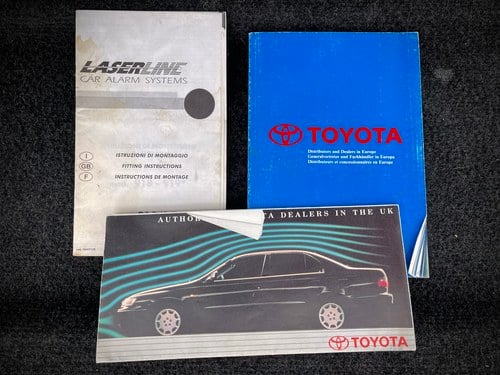 LASERLINE
CAR ALARM SYSTEMS
I ISTRUZIONI DI MONTAGGIO
GB FITTING INSTRUCTIONS
F INSTRUCTIONS DE MONTAGE
TOYOTA
Distributors and Dealers in Europe
Generalvertreter und Fachhändler in Europa
Distributeurs et concessionnaires en Europe
DEALERS IN THE UK
TOYOTA